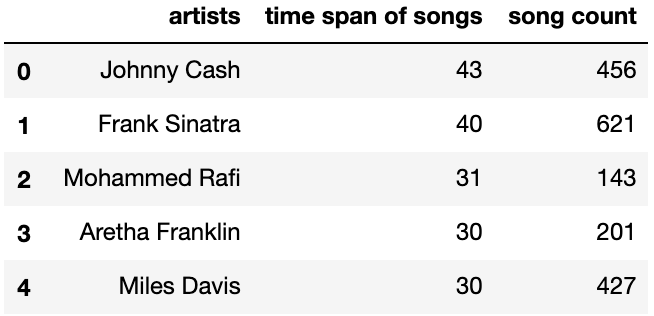 artists time span of songs song count
0 Johnny Cash 43 456
1 Frank Sinatra 40 621
2 Mohammed Rafi 31 143
3 Aretha Franklin 30 201
4 Miles Davis 30 427